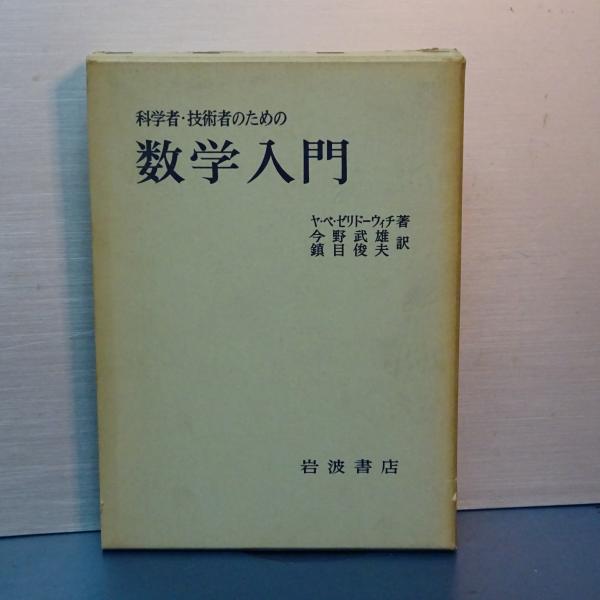 科学者・技術者のための
数学入門
ヤ・ベ・ゼリドーウィチ著
今野武雄
鎮目俊夫 訳
岩波書店